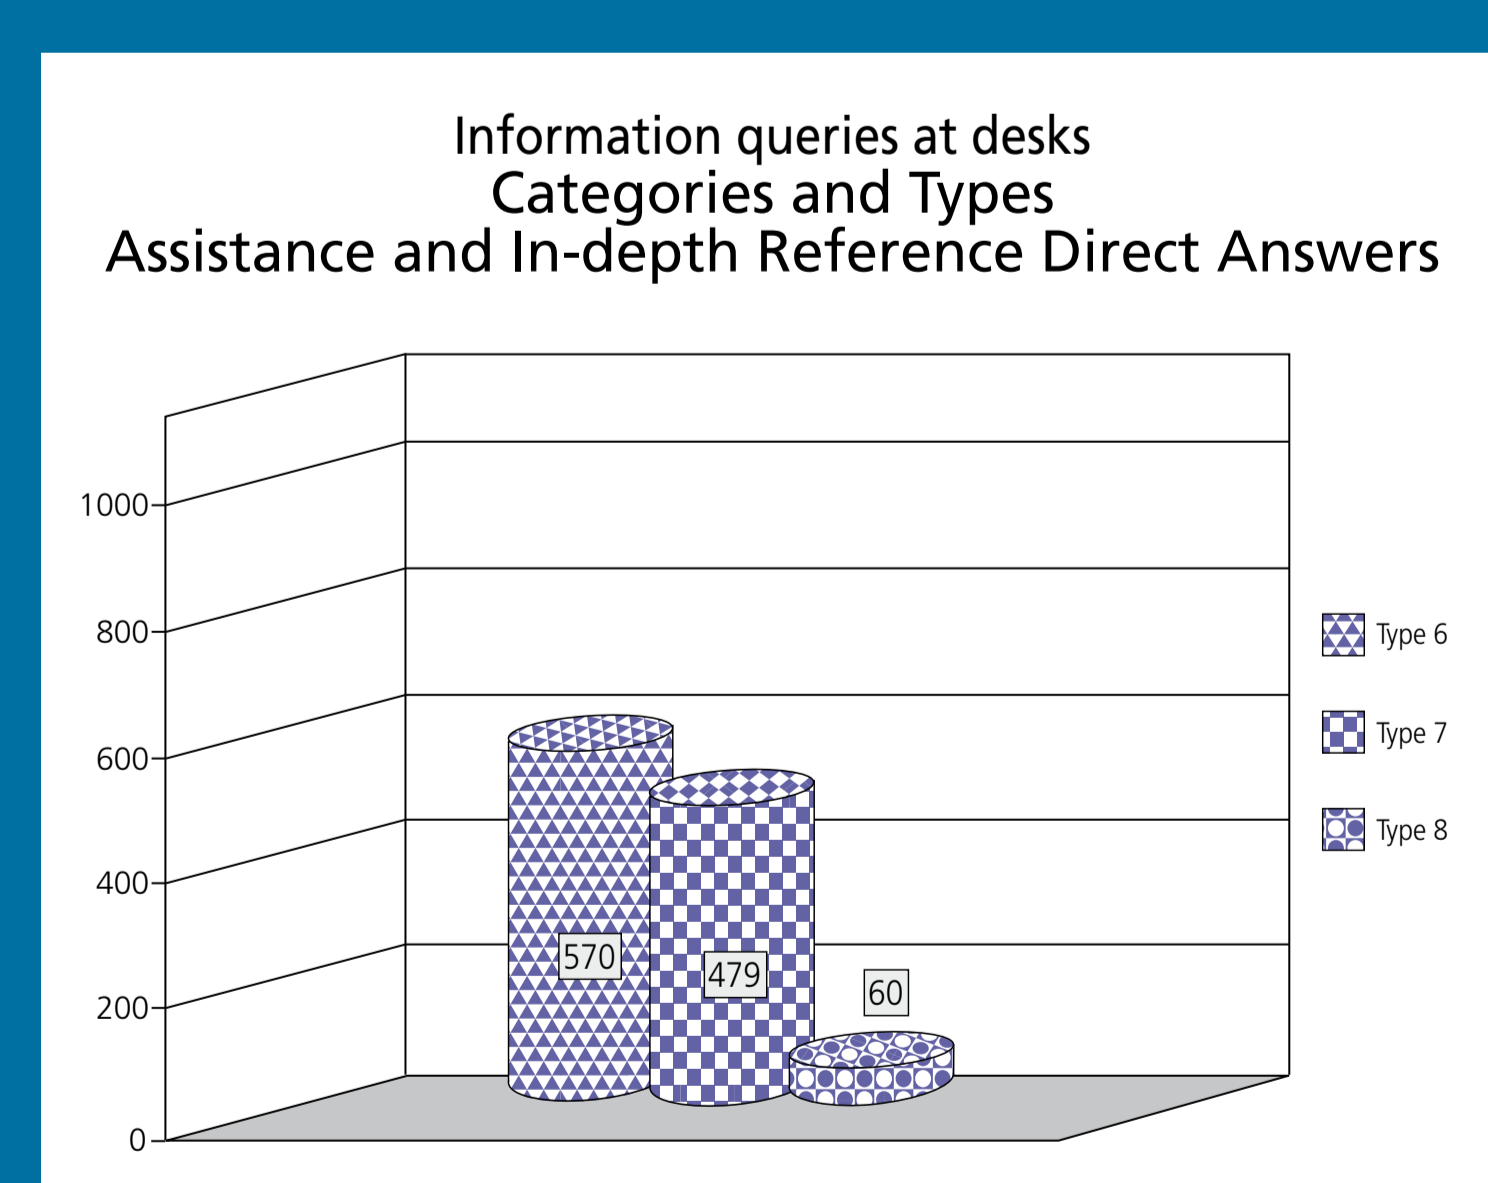 Information queries at desks
Categories and Types
Assistance and In-depth Reference Direct Answers
1000
800
600
400
200
0
570
479
60
Type 6
Type 7
Type 8